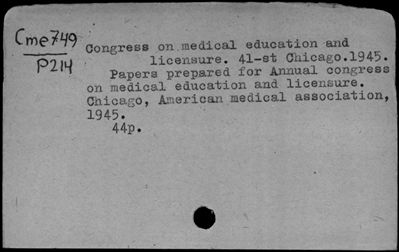 Cme749
P214
Congress on medical education and
licensure. 41-st Chicago.1945.
Papers prepared for Annual congress
on medical education and licensure.
Chicago, American medical association,
1945.
44p.